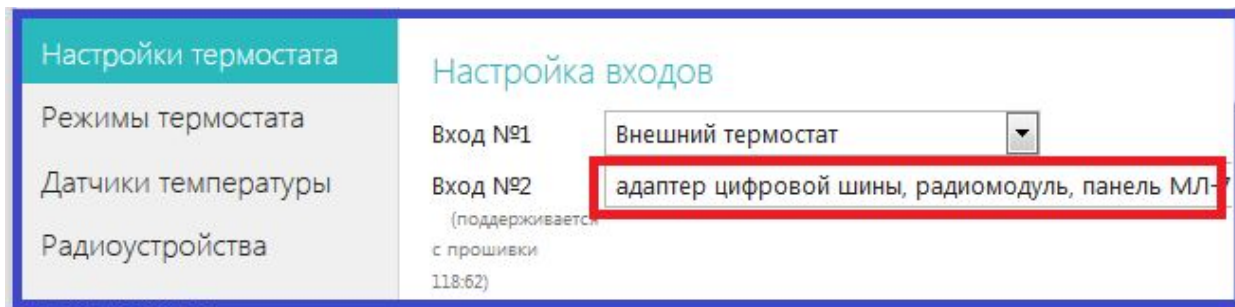 Настройки термостата
Режимы термостата
Датчики температуры
Радиоустройства
Настройка входов
Вход №1 Внешний термостат
Вход №2 адаптер цифровой шины, радиомодуль, панель МЛ-7
(поддерживается
с прошивки
118:62)